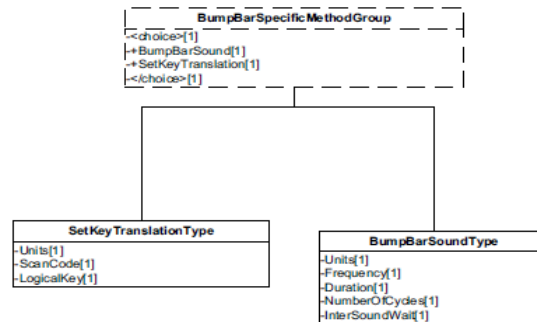 BumpBarSpecificMethodGroup
-<choice>[1]
-+BumpBarSound[1]
-+SetKeyTranslation[1]
-</choice>[1]
SetKeyTranslationType
-Units[1]
-ScanCode[1]
-LogicalKey[1]
BumpBarSoundType
-Units[1]
-Frequency[1]
-Duration[1]
-NumberOfCycles[1]
-InterSoundWait[1]